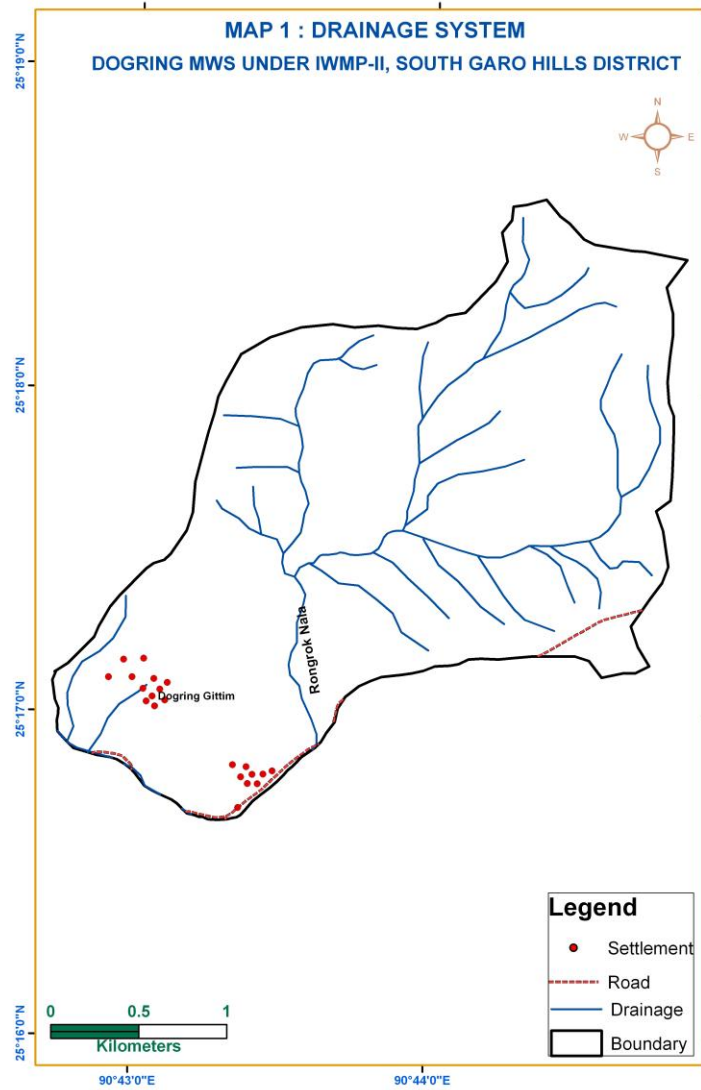 MAP 1 : DRAINAGE SYSTEM
DOGRING MWS UNDER IWMP-II, SOUTH GARO HILLS DISTRICT
25°19'0"N
N
W
E
S
25°18'0"N
Rongrok Nala
Dogring Gittim
25°17'0"N
Legend
Settlement
Road
Drainage
Boundary
0 0.5 1
Kilometers
25°16'0"N
90°43'0"E 90°44'0"E